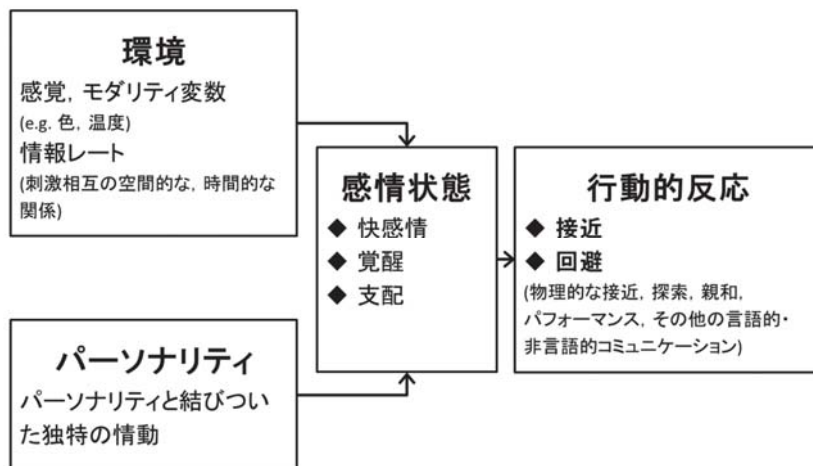 環境
感覚, モダリティ変数
(e.g. 色, 温度)
情報レート
(刺激相互の空間的な, 時間的な
関係)
パーソナリティ
パーソナリティと結びつい
た独特の情動
感情状態
◆ 快感情
◆ 覚醒
◆ 支配
行動的反応
◆ 接近
◆ 回避
(物理的な接近, 探索, 親和,
パフォーマンス, その他の言語的・
非言語的コミュニケーション)